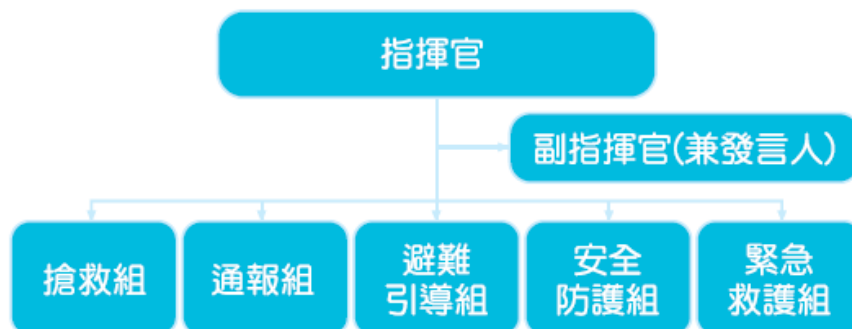 指揮官
副指揮官(兼發言人)
搶救組
通報組
避難
引導組
安全
防護組
緊急
救護組